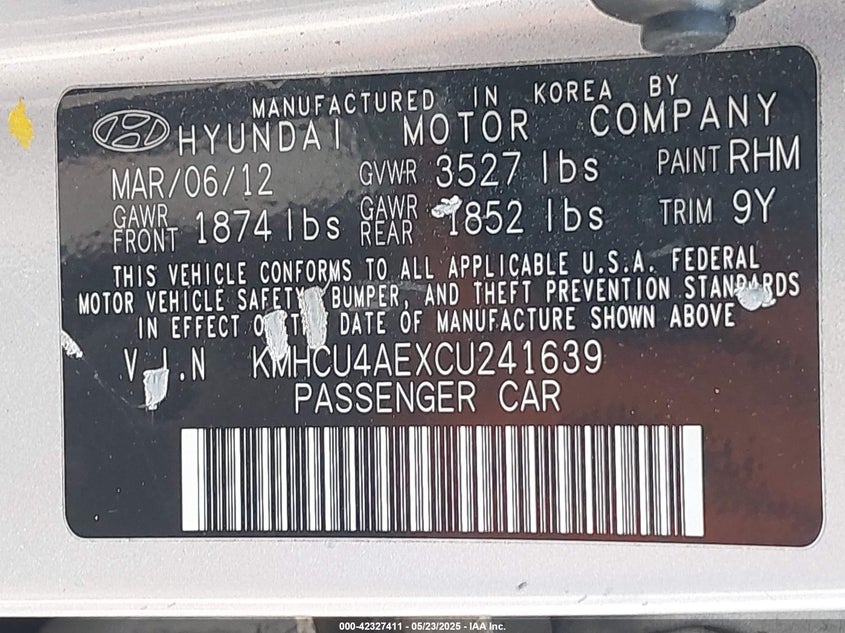 MANUFACTURED IN KOREA BY
HYUNDAI MOTOR COMPANY
MAR/06/12 GVWR 3527 lbs PAINT RHM
GAWR FRONT 1874 lbs GAWR REAR 1852 lbs TRIM 9Y
THIS VEHICLE CONFORMS TO ALL APPLICABLE U.S.A. FEDERAL
MOTOR VEHICLE SAFETY, BUMPER, AND THEFT PREVENTION STANDARDS
IN EFFECT ON THE DATE OF MANUFACTURE SHOWN ABOVE
V.I.N KMHCU4AEXCU241639
PASSENGER CAR
000-42327411 - 05/23/2025 - IAA Inc.